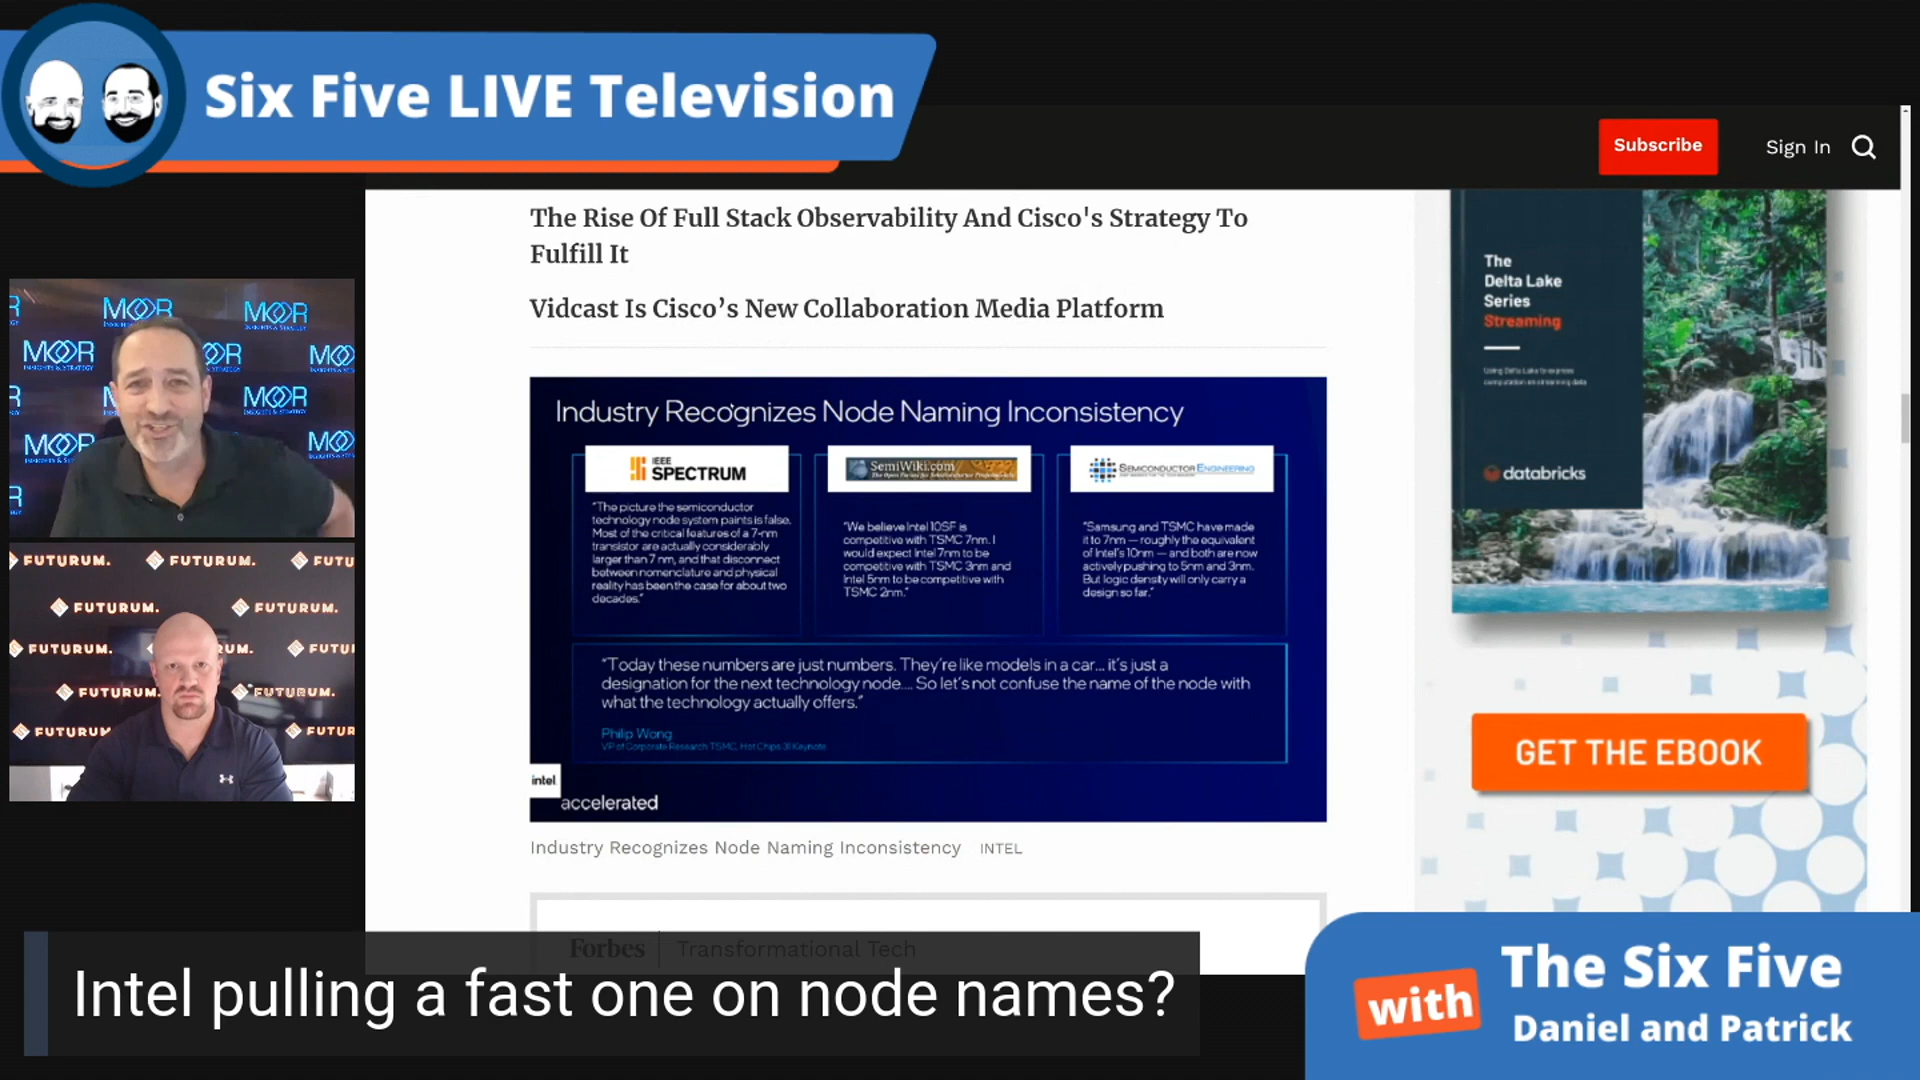 Six Five LIVE Television
Subscribe
Sign In
The Rise Of Full Stack Observability And Cisco's Strategy To
Fulfill It
Vidcast Is Cisco’s New Collaboration Media Platform
Industry Recognizes Node Naming Inconsistency
IEEE
SPECTRUM
"The picture the semiconductor
technology node system paints is false.
Most of the critical features of a 7-nm
transistor are actually considerably
larger than 7 nm, and that disconnect
between nomenclature and physical
reality has been the case for about two
decades."
SemiWiki.com
"We believe Intel 10SF is
competitive with TSMC 7nm. I
would expect Intel 7nm to be
competitive with TSMC 3nm and
Intel 5nm to be competitive with
TSMC 2nm."
SEMICONDUCTOR ENGINEERING
"Samsung and TSMC have made
it to 7nm — roughly the equivalent
of Intel's 10nm — and both are now
actively pushing to 5nm and 3nm.
But logic density will only carry a
design so far."
"Today these numbers are just numbers. They're like models in a car... it's just a
designation for the next technology node.... So let's not confuse the name of the node with
what the technology actually offers."
Philip Wong
VP of Corporate Research TSMC, Hot Chips 31 Keynote
intel
accelerated
Industry Recognizes Node Naming Inconsistency INTEL
Forbes | Transformational Tech
The
Delta Lake
Series
Streaming
databricks
GET THE EBOOK
MOOR
INSIGHTS & STRATEGY
FUTURUM.
Intel pulling a fast one on node names?
with
The Six Five
Daniel and Patrick